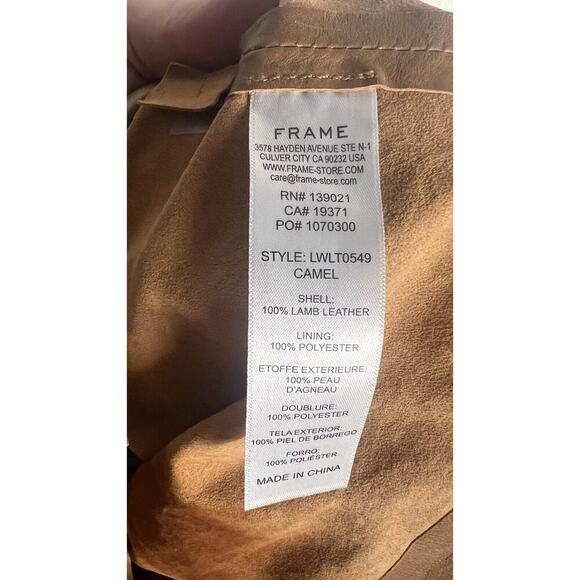 FRAME
3578 HAYDEN AVENUE STE N-1
CULVER CITY CA 90232 USA
WWW.FRAME-STORE.COM
care@frame-store.com
RN# 139021
CA# 19371
PO# 1070300
STYLE: LWLT0549
CAMEL
SHELL:
100% LAMB LEATHER
LINING:
100% POLYESTER
ETOFFE EXTERIEURE:
100% PEAU
D'AGNEAU
DOUBLURE:
100% POLYESTER
TELA EXTERIOR:
100% PIEL DE BORREGO
FORRO:
100% POLIÉSTER
MADE IN CHINA